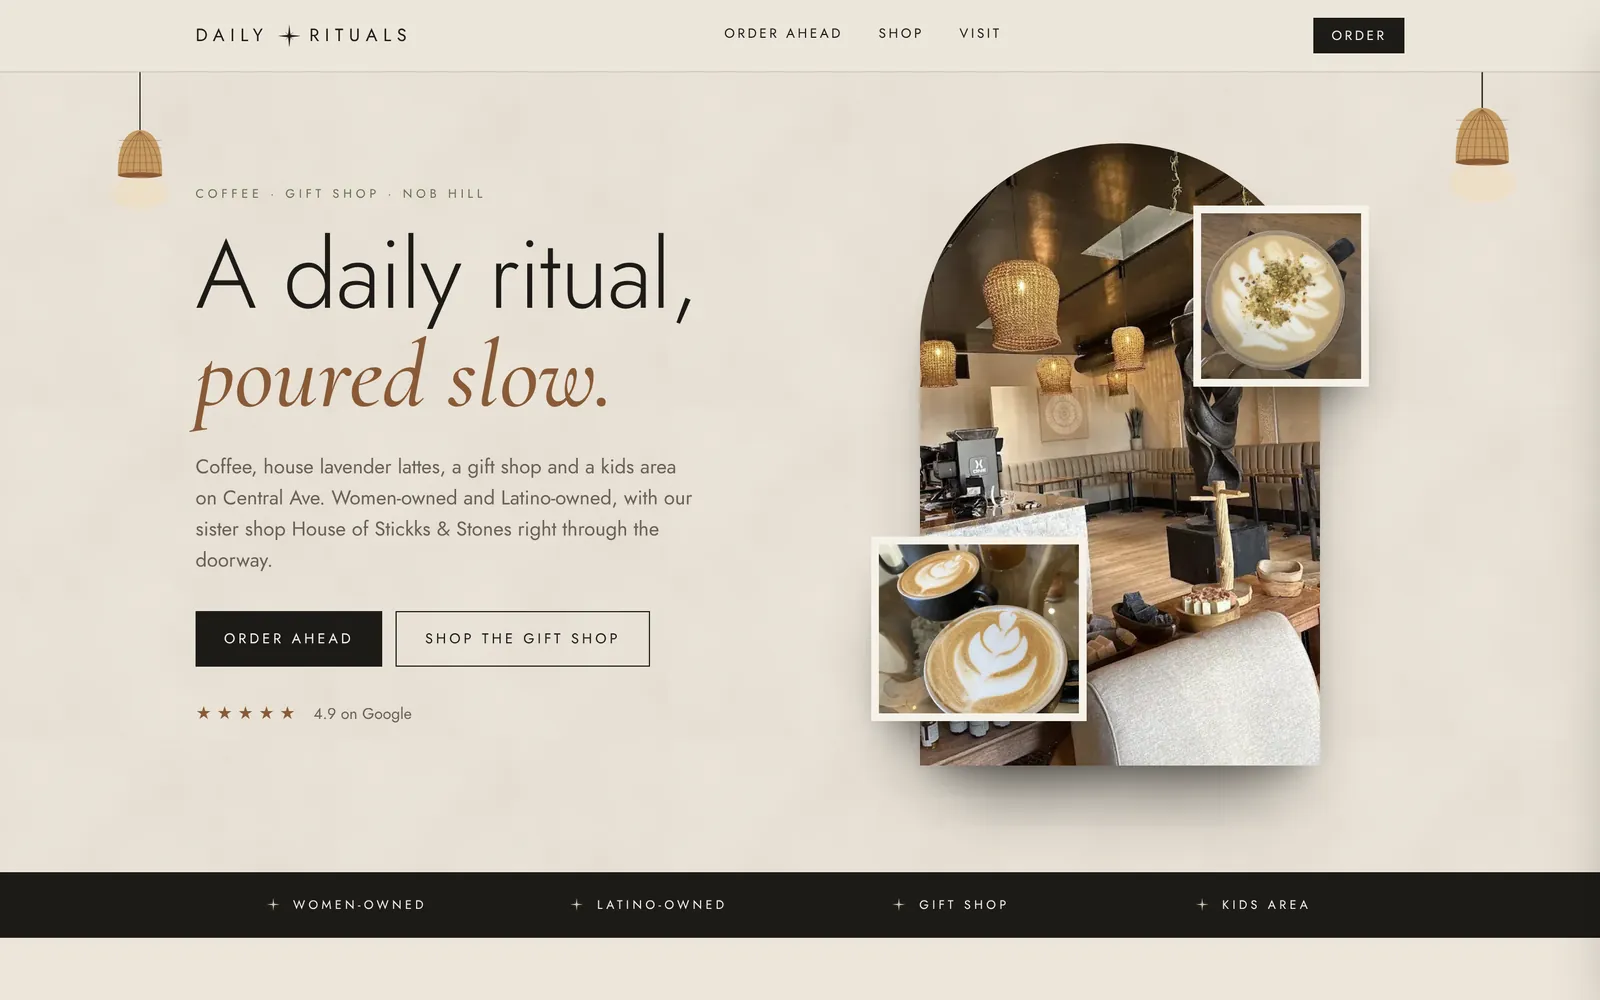 DAILY RITUALS
ORDER AHEAD SHOP VISIT
ORDER
COFFEE · GIFT SHOP · NOB HILL
A daily ritual,
poured slow.
Coffee, house lavender lattes, a gift shop and a kids area
on Central Ave. Women-owned and Latino-owned, with our
sister shop House of Stickks & Stones right through the
doorway.
ORDER AHEAD
SHOP THE GIFT SHOP
★★★★★ 4.9 on Google
WOMEN-OWNED
LATINO-OWNED
GIFT SHOP
KIDS AREA